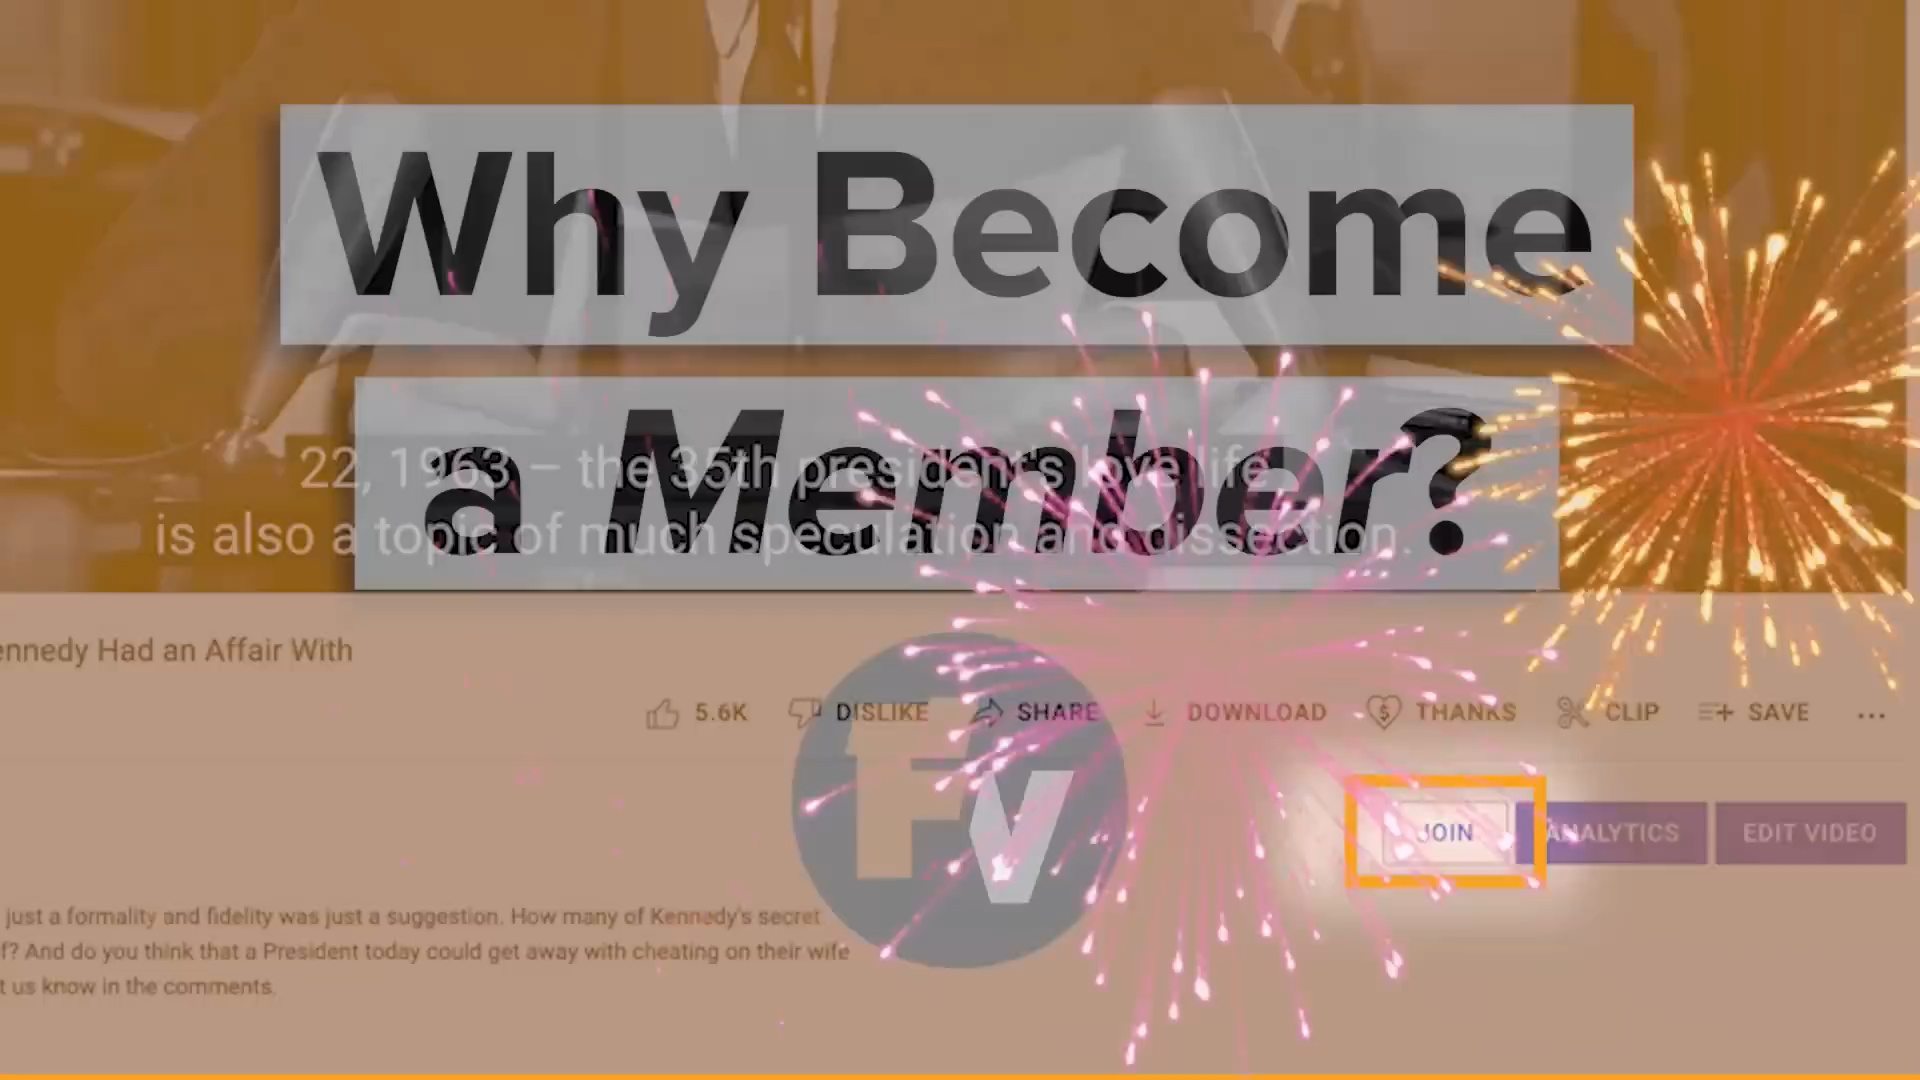 Why Become
a Member?
22, 1963 – the 35th president's love life
is also a topic of much speculation and dissection.
ennedy Had an Affair With
5.6K DISLIKE SHARE DOWNLOAD THANKS CLIP SAVE ...
FV
JOIN ANALYTICS EDIT VIDEO
just a formality and fidelity was just a suggestion. How many of Kennedy's secret
f? And do you think that a President today could get away with cheating on their wife
t us know in the comments.